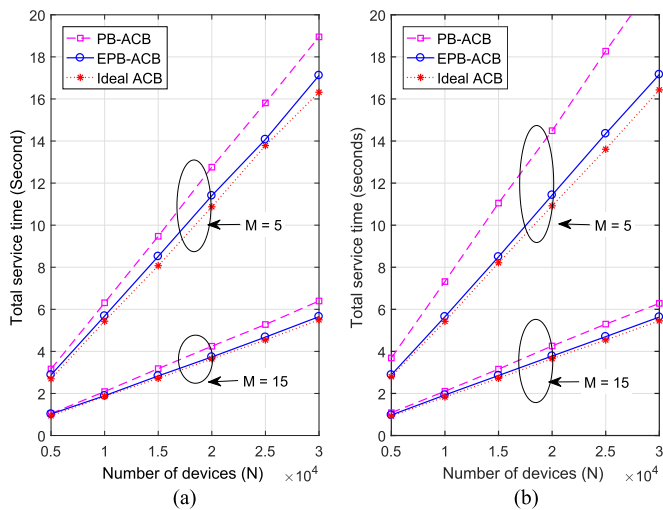 20
18
16
14
12
10
8
6
4
2
0
Total service time (Second)
PB-ACB
EPB-ACB
Ideal ACB
M = 5
M = 15
0.5
1
1.5
2
2.5
3
Number of devices (N)
×10^4
(a)
20
18
16
14
12
10
8
6
4
2
0
Total service time (seconds)
PB-ACB
EPB-ACB
Ideal ACB
M = 5
M = 15
0.5
1
1.5
2
2.5
3
Number of devices (N)
×10^4
(b)